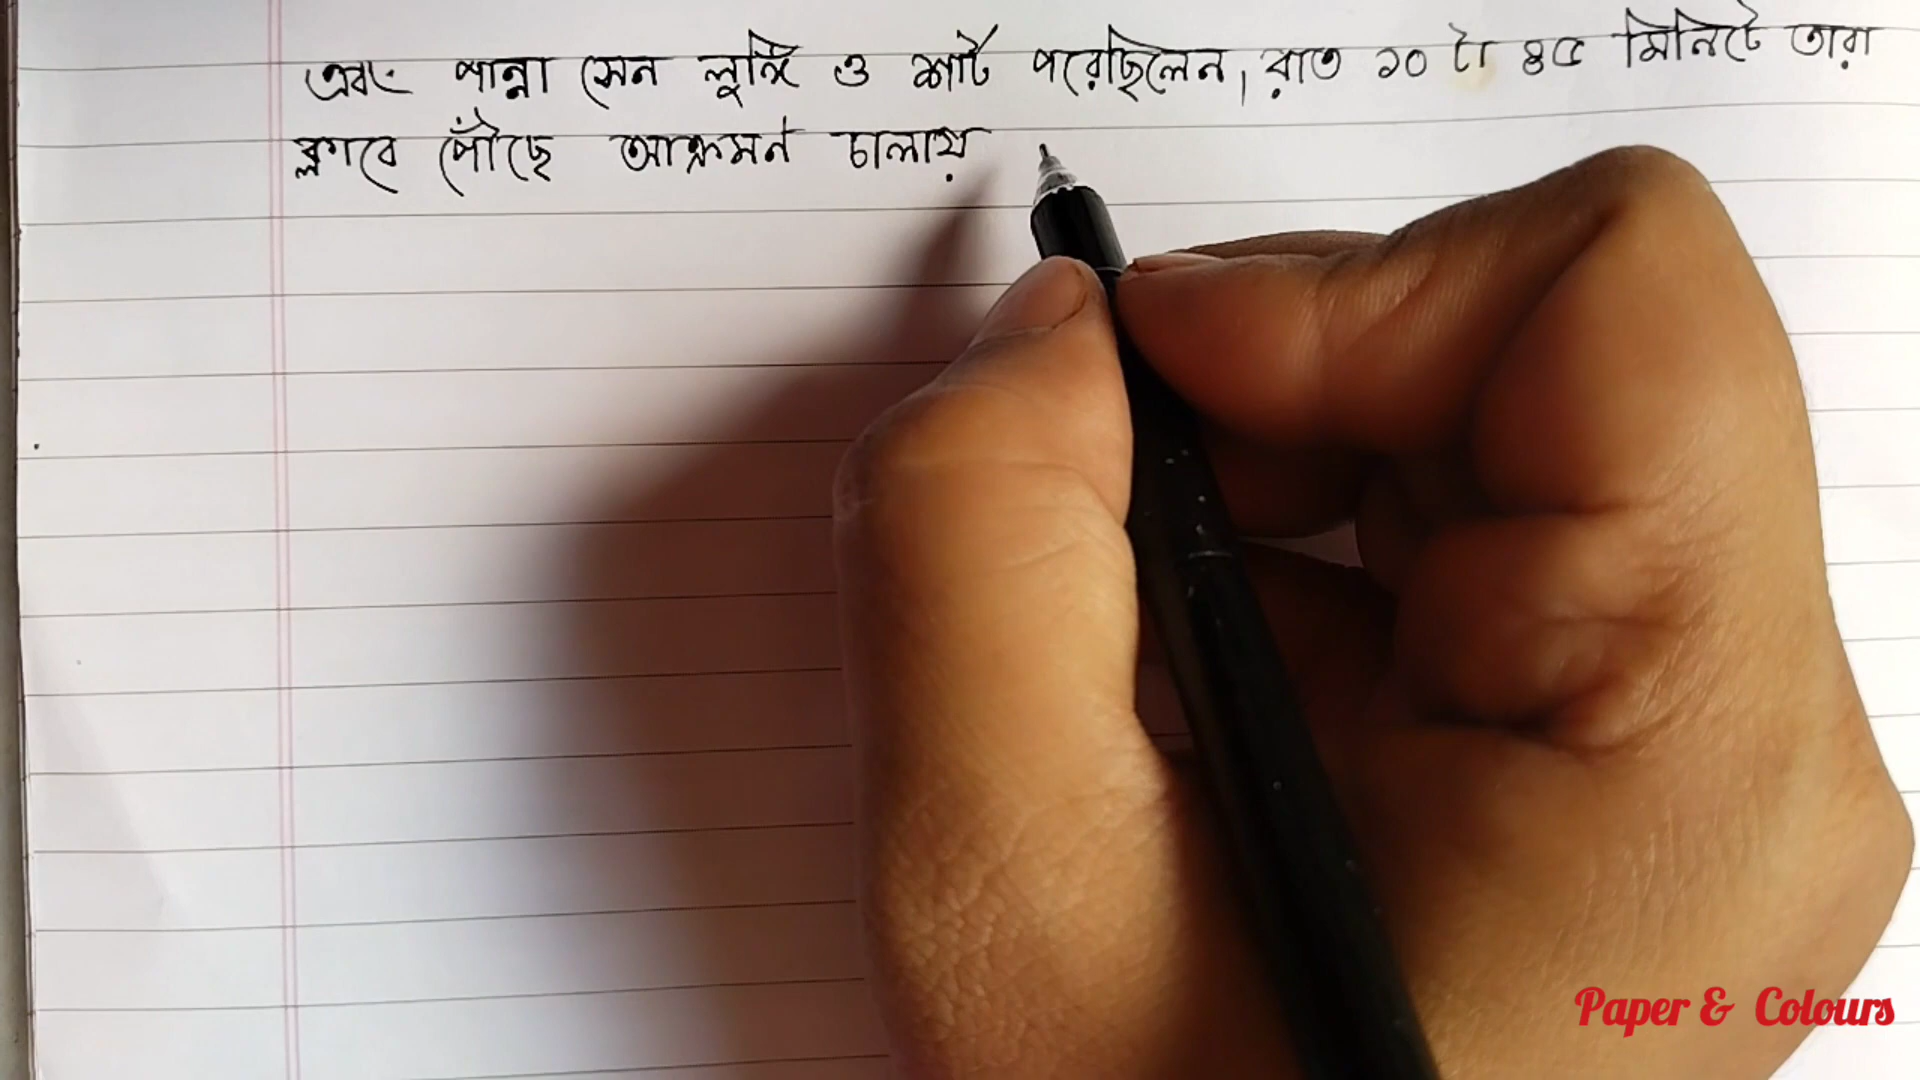 এবং পান্না সেন লুঙ্গি ও শার্ট পরেছিলেন, রাত ১০ টা ৪৫ মিনিটে তারা
ক্লাবে পৌঁছে আক্রমন চালায়
Paper & Colours